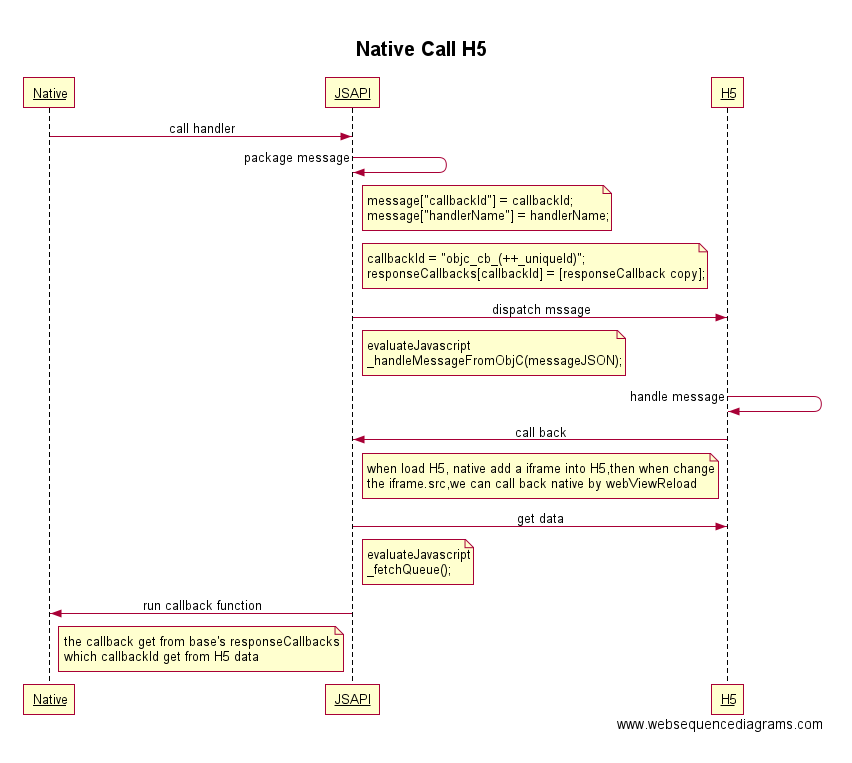 Native Call H5
Native
JSAPI
H5
call handler
package message
message["callbackId"] = callbackId;
message["handlerName"] = handlerName;
callbackId = "objc_cb_(++_uniqueId)";
responseCallbacks[callbackId] = [responseCallback copy];
dispatch mssage
evaluateJavascript
_handleMessageFromObjC(messageJSON);
handle message
call back
when load H5, native add a iframe into H5,then when change
the iframe.src,we can call back native by webViewReload
get data
evaluateJavascript
_fetchQueue();
run callback function
the callback get from base's responseCallbacks
which callbackId get from H5 data
Native
JSAPI
H5
www.websequencediagrams.com